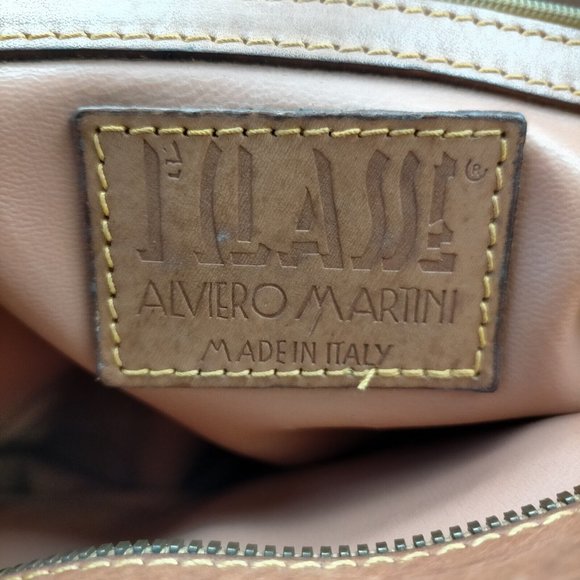 1ª CLASSE ®
ALVIERO MARTINI
MADE IN ITALY